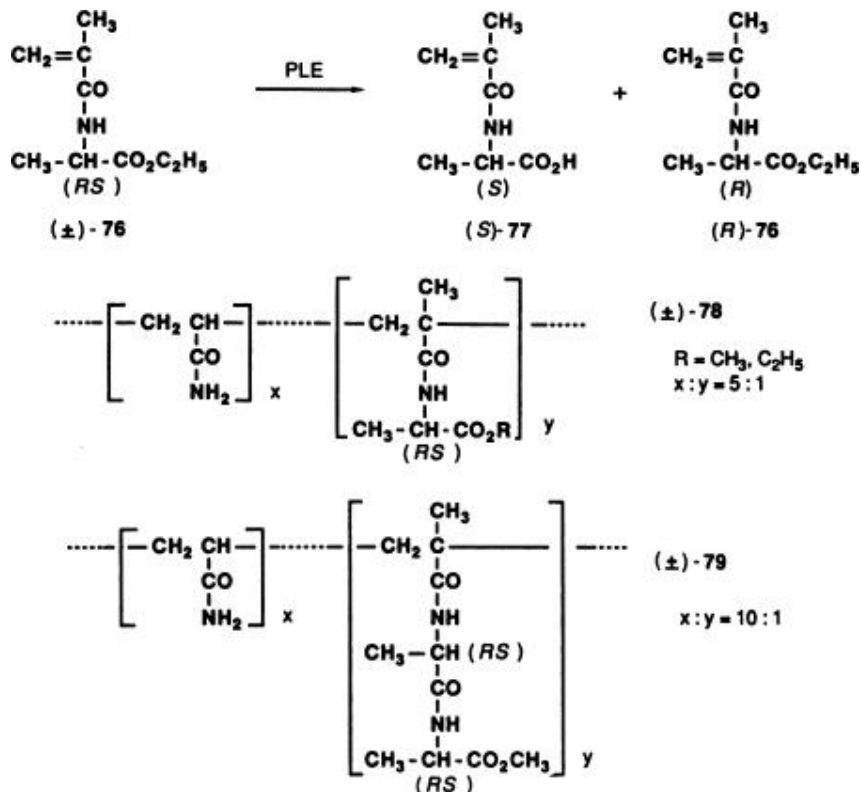 CH₃ CH₃ CH₃
CH₂=C PLE CH₂=C CH₂=C
CO CO + CO
NH NH NH
CH₃-CH-CO₂C₂H₅ CH₃-CH-CO₂H CH₃-CH-CO₂C₂H₅
(RS) (S) (R)
(±)-76 (S)-77 (R)-76
CH₃
CH₂ CH CH₂ C (±)-78
CO CO R = CH₃, C₂H₅
NH₂ x NH x:y = 5:1
CH₃-CH-CO₂R y
(RS)
CH₃
CH₂ CH CH₂ C (±)-79
CO CO
NH₂ x NH x:y = 10:1
CH₃-CH (RS)
CO
NH
CH₃-CH-CO₂CH₃ y
(RS)